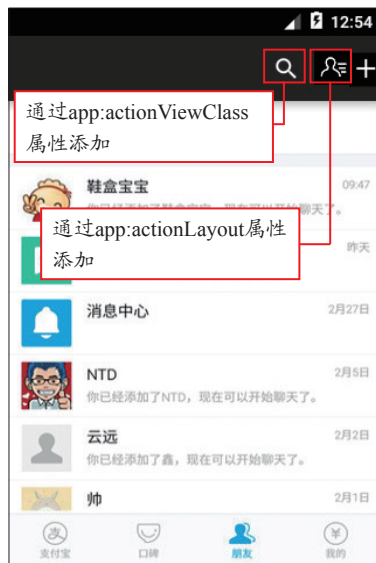 12:54
通过app:actionViewClass
属性添加
鞋盒宝宝
09:47
通过app:actionLayout属性
添加
昨天
消息中心
2月27日
NTD
2月5日
你已经添加了NTD，现在可以开始聊天了。
云远
2月2日
你已经添加了鑫，现在可以开始聊天了。
帅
2月1日
支付宝
口碑
朋友
我的